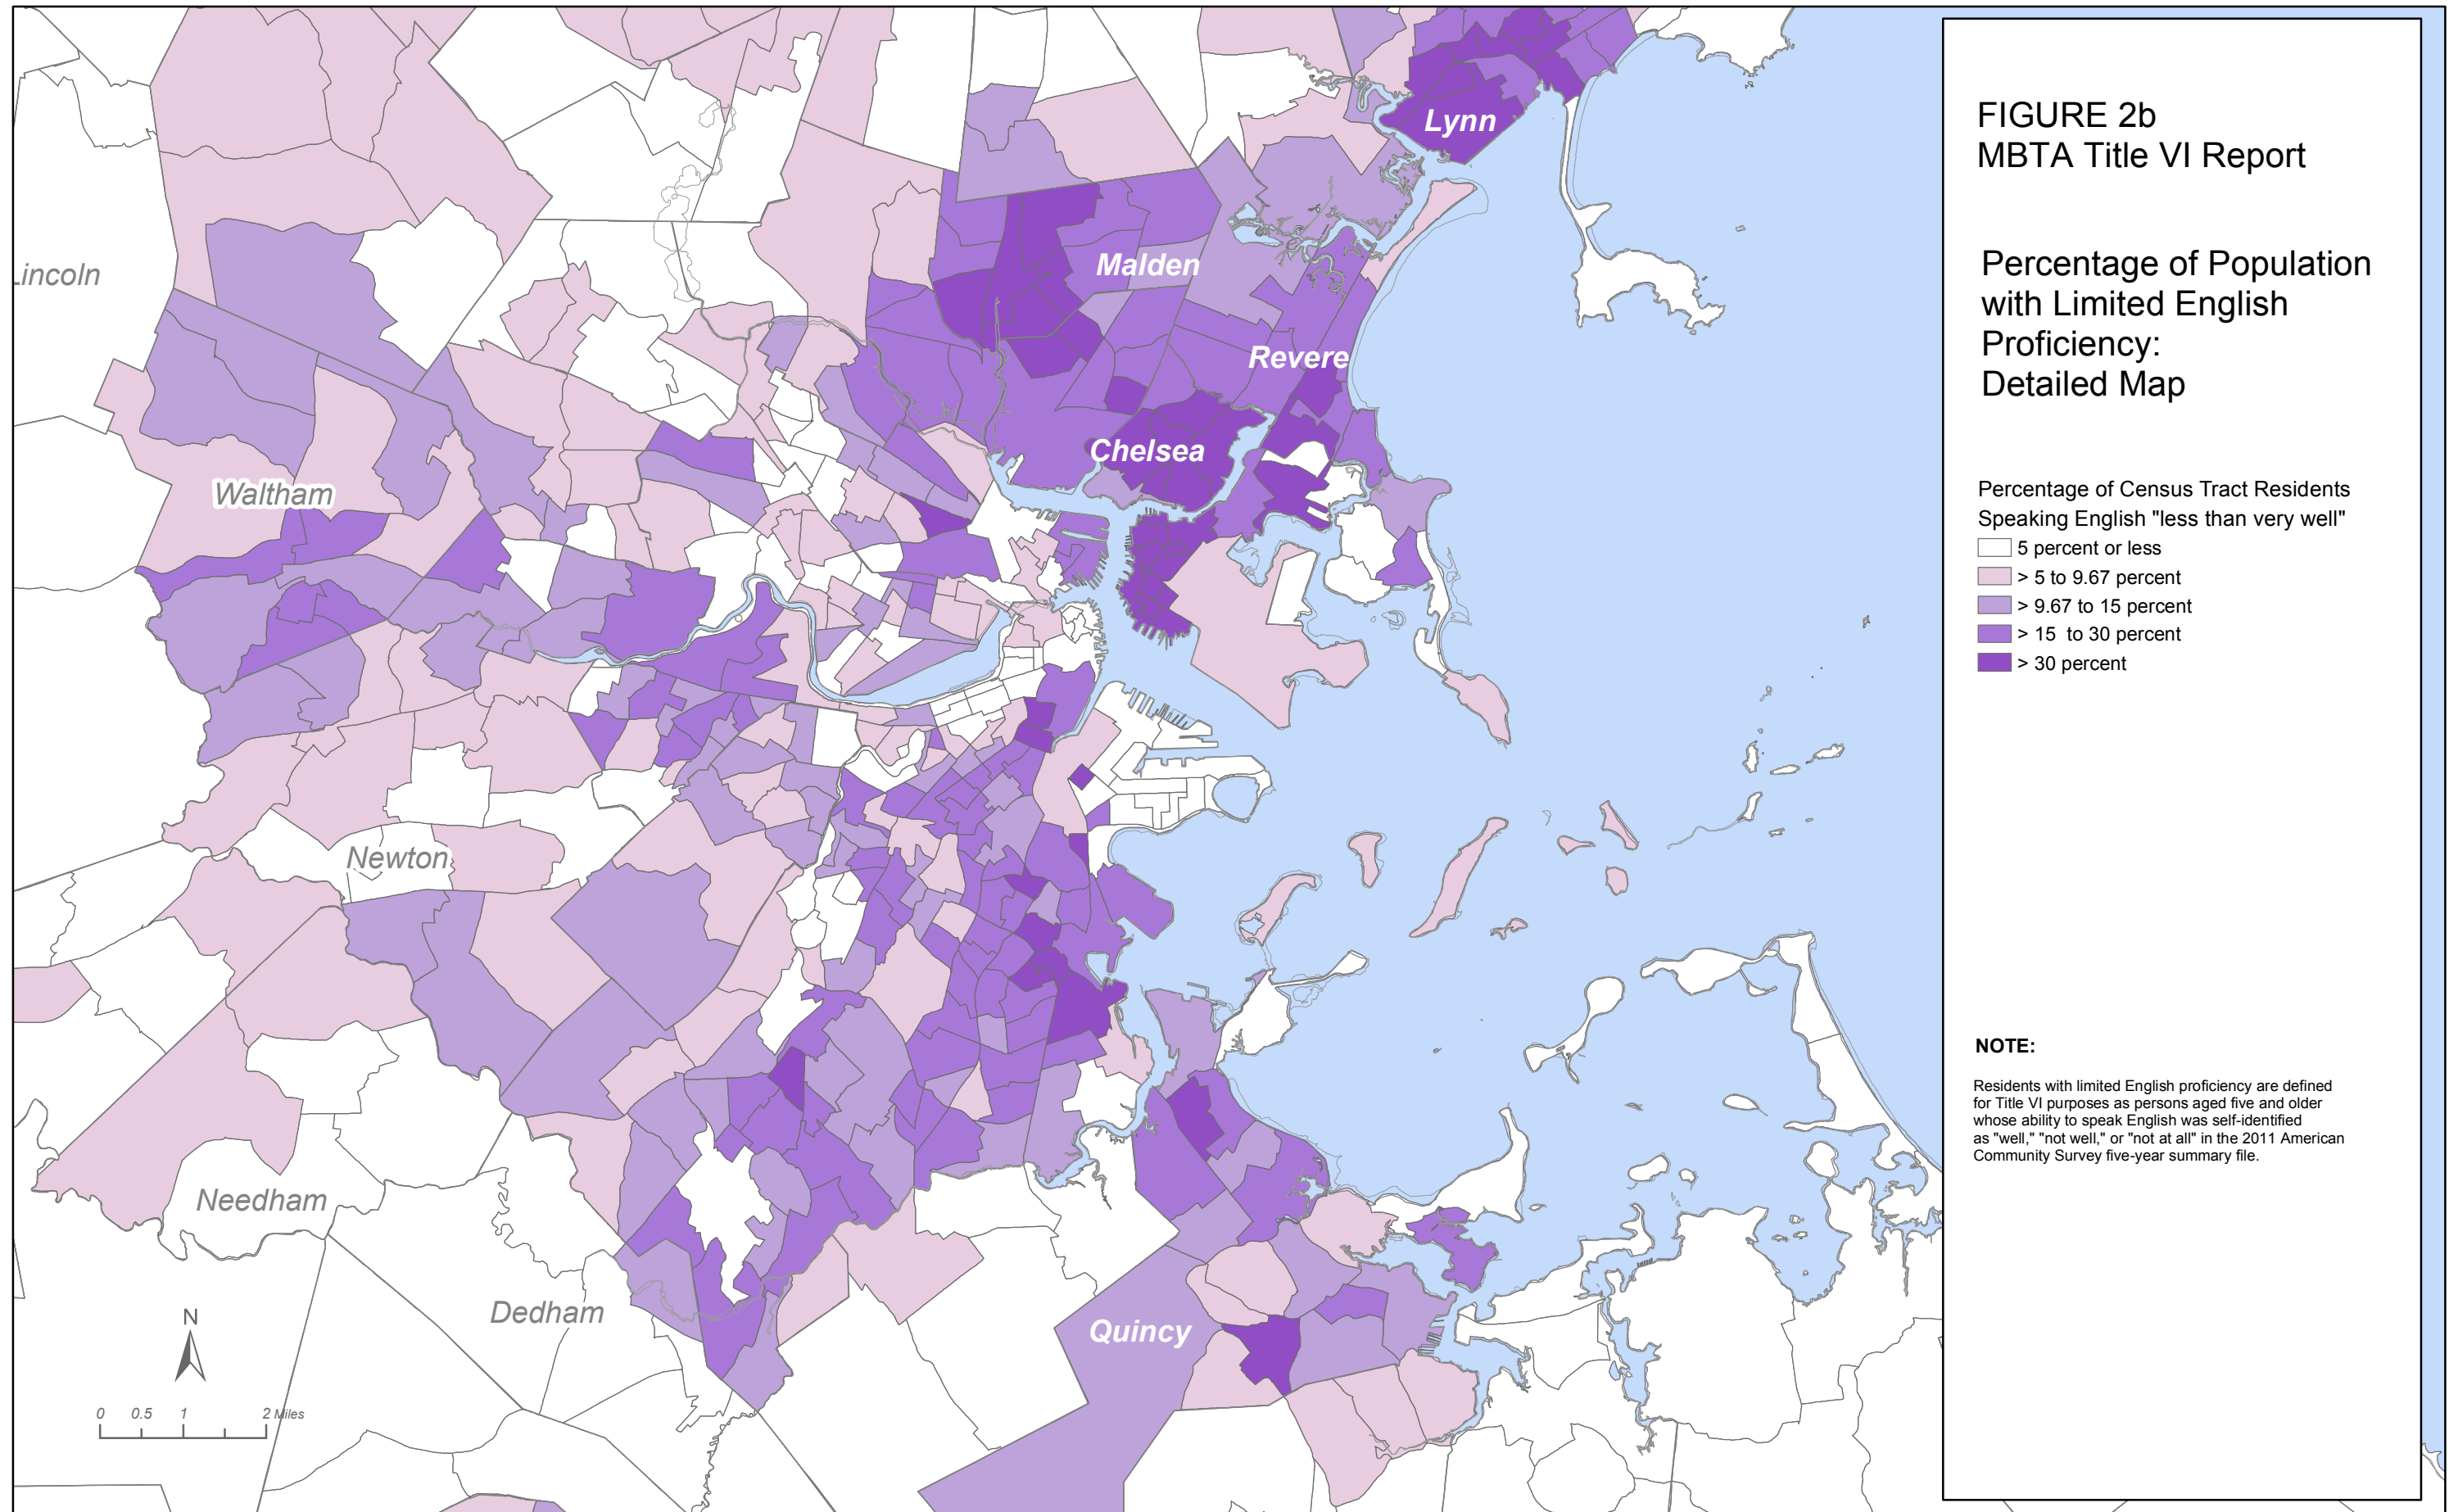 FIGURE 2b
MBTA Title VI Report
Percentage of Population
with Limited English
Proficiency:
Detailed Map
Percentage of Census Tract Residents
Speaking English "less than very well"
5 percent or less
> 5 to 9.67 percent
> 9.67 to 15 percent
> 15 to 30 percent
> 30 percent
NOTE:
Residents with limited English proficiency are defined
for Title VI purposes as persons aged five and older
whose ability to speak English was self-identified
as "well," "not well," or "not at all" in the 2011 American
Community Survey five-year summary file.
Lynn
Malden
Lincoln
Revere
Chelsea
Waltham
Newton
Needham
Dedham
Quincy
N
0 0.5 1 2 Miles